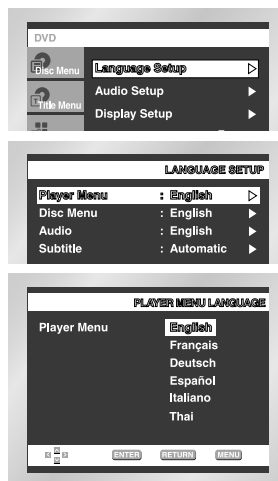 DVD
Disc Menu
Language Setup
Audio Setup
Title Menu
Display Setup
LANGUAGE SETUP
Player Menu : English
Disc Menu : English
Audio : English
Subtitle : Automatic
PLAYER MENU LANGUAGE
Player Menu English
Français
Deutsch
Español
Italiano
Thai
ENTER RETURN MENU